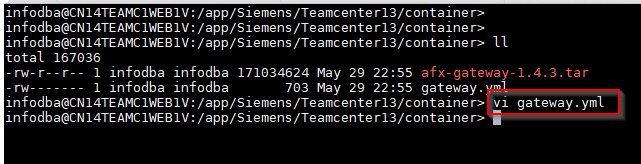 infodba@CN14TEAMC1WEB1V:/app/Siemens/Teamcenter13/container>
infodba@CN14TEAMC1WEB1V:/app/Siemens/Teamcenter13/container>
infodba@CN14TEAMC1WEB1V:/app/Siemens/Teamcenter13/container> ll
total 167036
-rw-r--r-- 1 infodba infodba 171034624 May 29 22:55 afx-gateway-1.4.3.tar
-rw------- 1 infodba infodba       703 May 29 22:55 gateway.yml
infodba@CN14TEAMC1WEB1V:/app/Siemens/Teamcenter13/container> vi gateway.yml
infodba@CN14TEAMC1WEB1V:/app/Siemens/Teamcenter13/container>